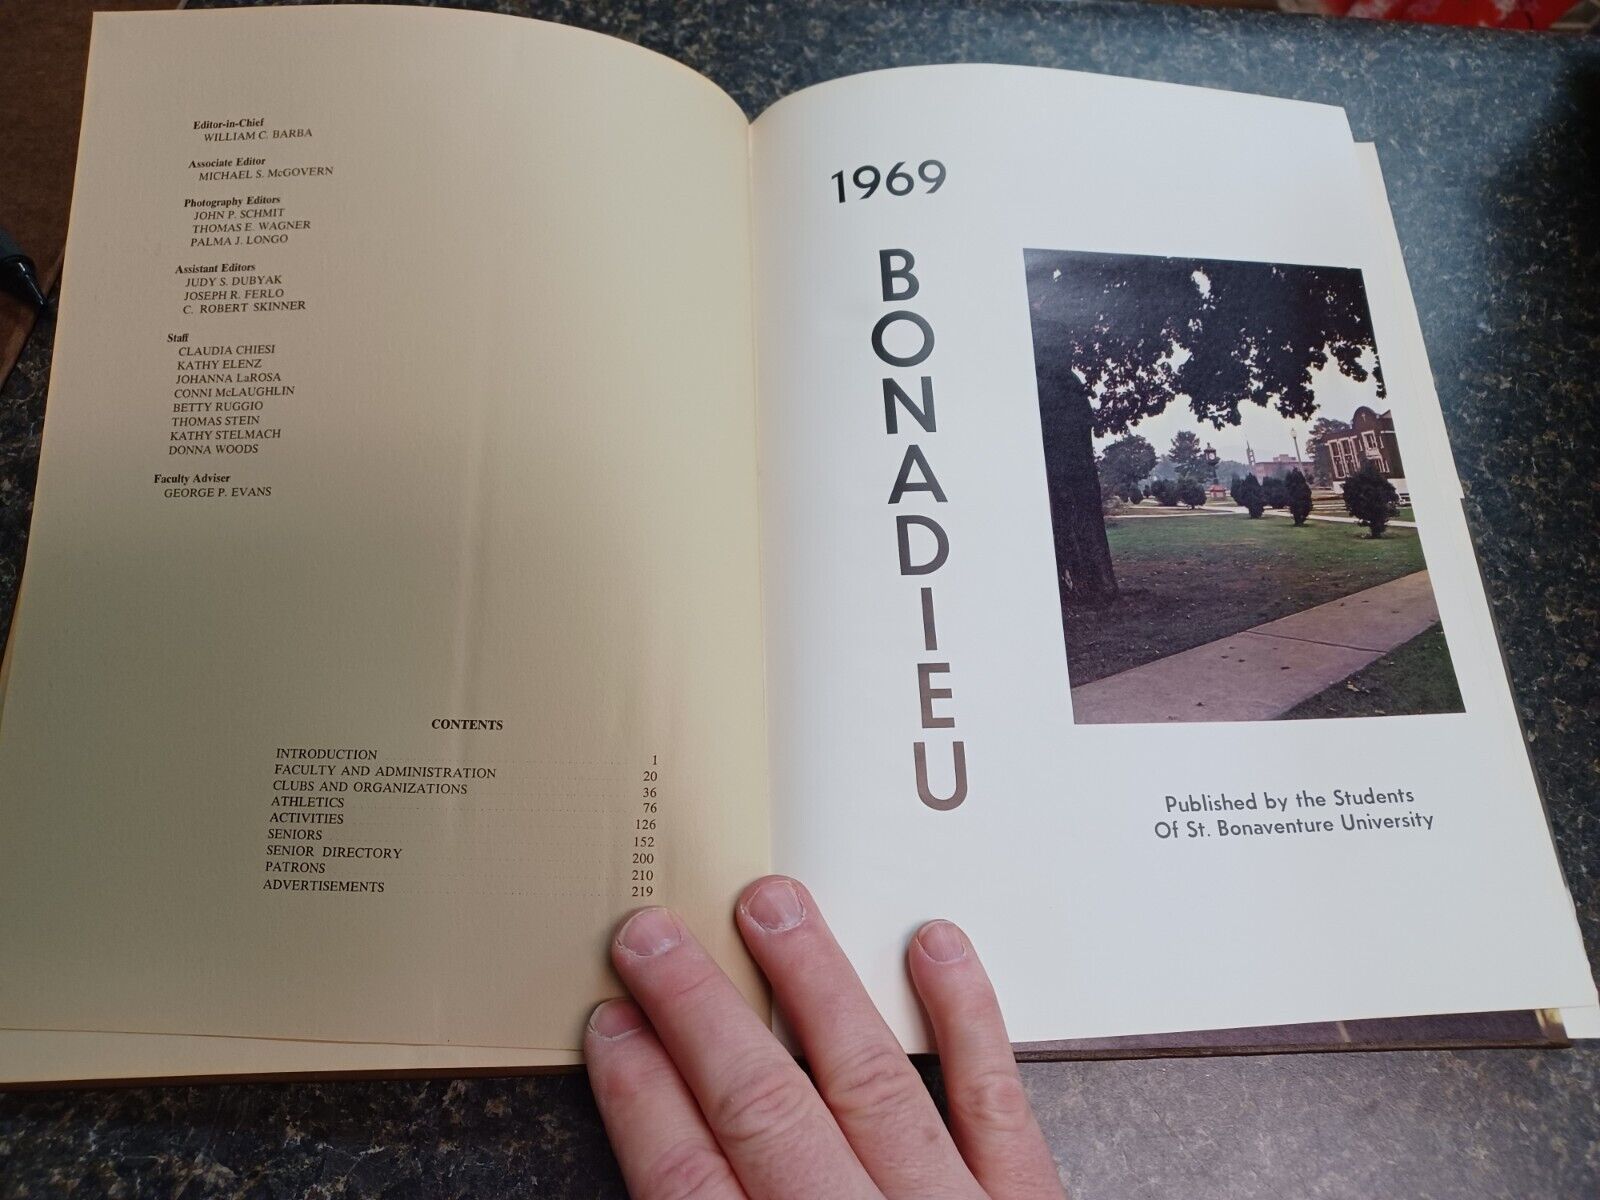 Editor-in-Chief
WILLIAM C. BARBA
Associate Editor
MICHAEL S. McGOVERN
Photography Editors
JOHN P. SCHMIT
THOMAS E. WAGNER
PALMA J. LONGO
Assistant Editors
JUDY S. DUBYAK
JOSEPH R. FERLO
C. ROBERT SKINNER
Staff
CLAUDIA CHIESI
KATHY ELENZ
JOHANNA LaROSA
CONNI McLAUGHLIN
BETTY RUGGIO
THOMAS STEIN
KATHY STELMACH
DONNA WOODS
Faculty Adviser
GEORGE P. EVANS
CONTENTS
INTRODUCTION 1
FACULTY AND ADMINISTRATION 20
CLUBS AND ORGANIZATIONS 36
ATHLETICS 76
ACTIVITIES 126
SENIORS 152
SENIOR DIRECTORY 200
PATRONS 210
ADVERTISEMENTS 219
1969
BONADIEU
Published by the Students
Of St. Bonaventure University